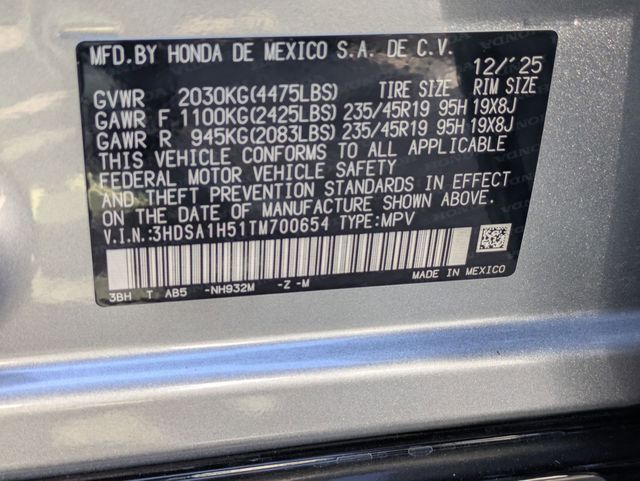 MFD.BY HONDA DE MEXICO S.A. DE C.V.
12/'25
GVWR 2030KG(4475LBS) TIRE SIZE RIM SIZE
GAWR F 1100KG(2425LBS) 235/45R19 95H 19X8J
GAWR R 945KG(2083LBS) 235/45R19 95H 19X8J
THIS VEHICLE CONFORMS TO ALL APPLICABLE
FEDERAL MOTOR VEHICLE SAFETY
AND THEFT PREVENTION STANDARDS IN EFFECT
ON THE DATE OF MANUFACTURE SHOWN ABOVE.
V.I.N.:3HDSA1H51TM700654 TYPE:MPV
MADE IN MEXICO
3BH T AB5 -NH932M -Z -M